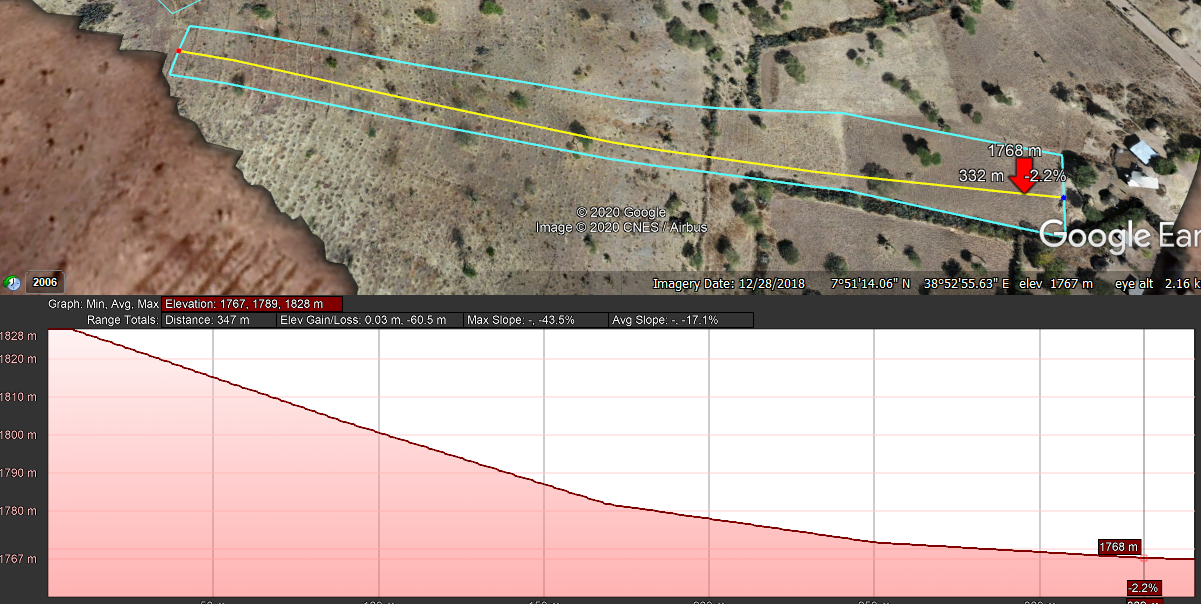 1768 m
332 m -2.2%
© 2020 Google
Image © 2020 CNES / Airbus
Google Ear
2006
Imagery Date: 12/28/2018 7°51'14.06" N 38°52'55.63" E elev 1767 m eye alt 2.16 k
Graph: Min, Avg, Max Elevation: 1767, 1789, 1828 m
Range Totals: Distance: 347 m Elev Gain/Loss: 0.03 m, -60.5 m Max Slope: -, -43.5% Avg Slope: -, -17.1%
1828 m
1820 m
1810 m
1800 m
1790 m
1780 m
1767 m
1768 m
-2.2%